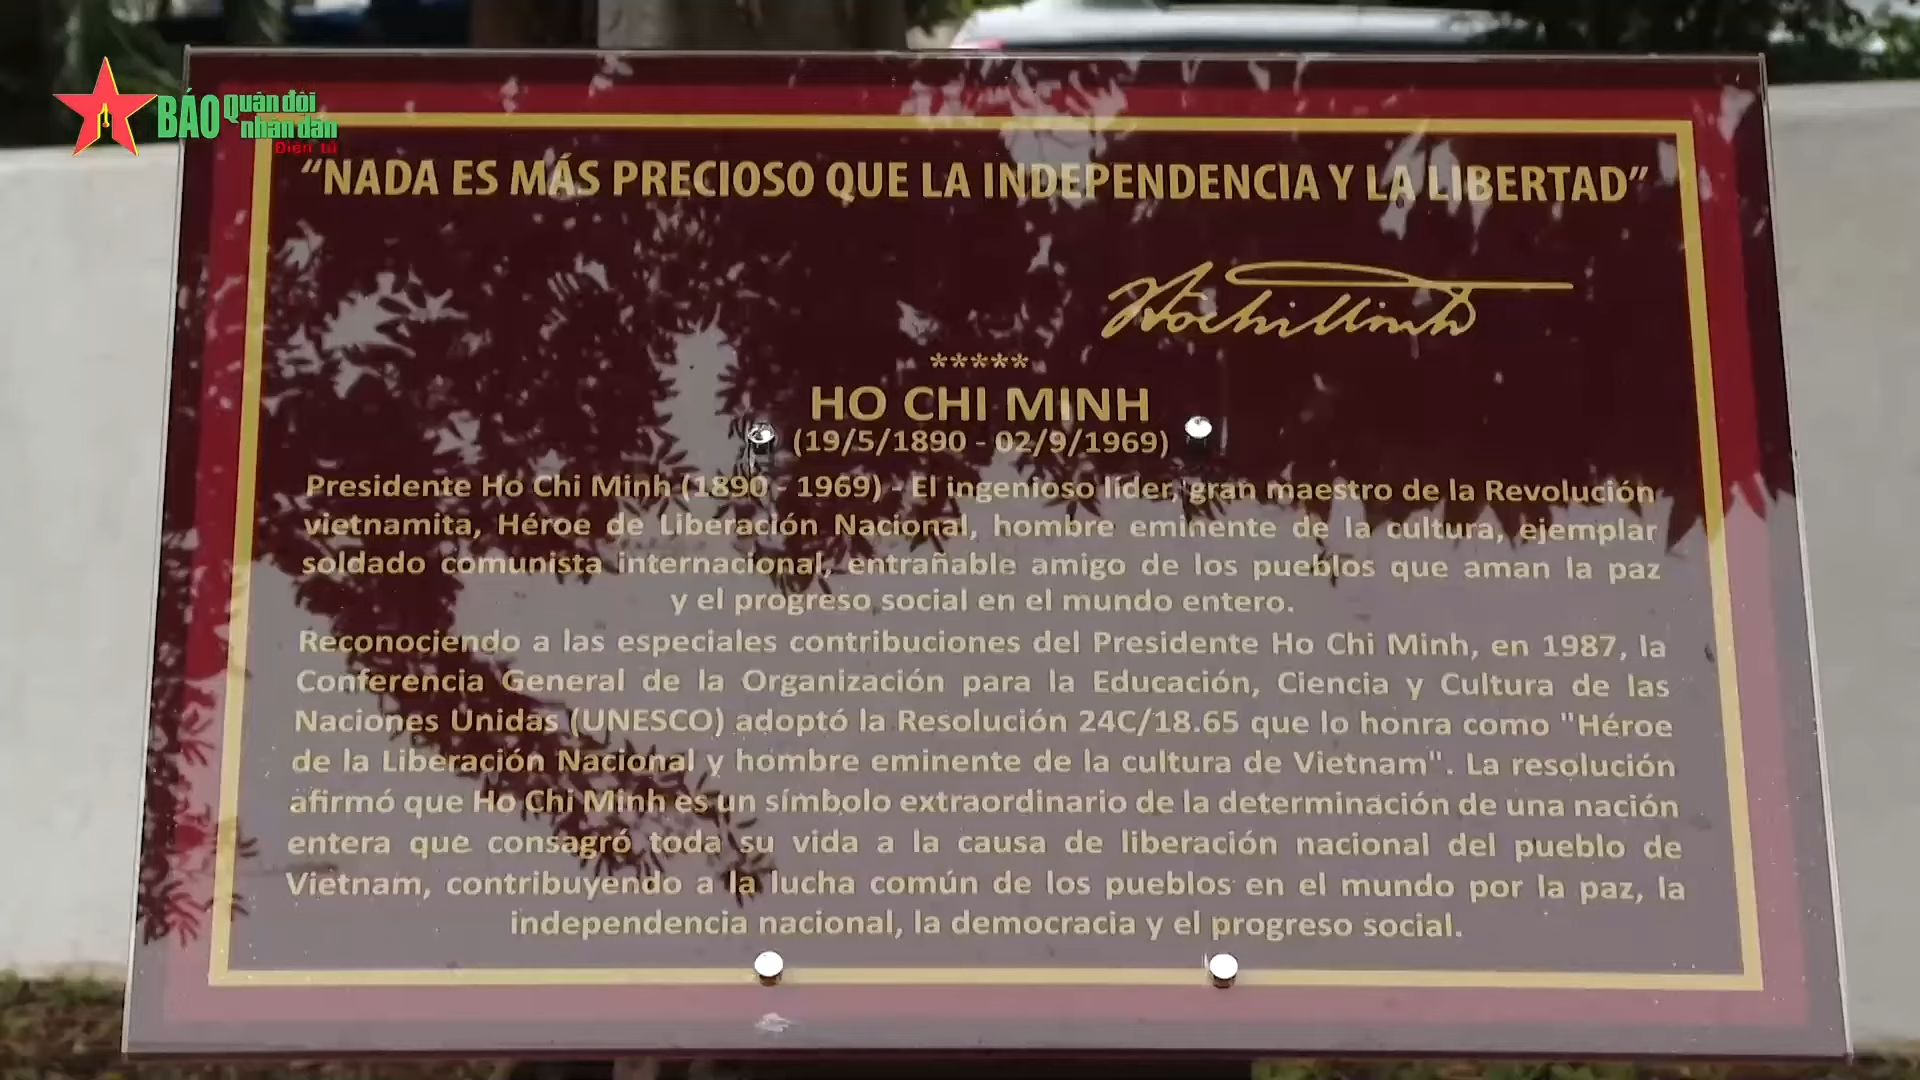 BÁO Quân đội
nhân dân
Điện tử
“NADA ES MÁS PRECIOSO QUE LA INDEPENDENCIA Y LA LIBERTAD”
Hochiminh
*****
HO CHI MINH
(19/5/1890 - 02/9/1969)
Presidente Ho Chi Minh (1890 - 1969) - El ingenioso líder, gran maestro de la Revolución
vietnamita, Héroe de Liberación Nacional, hombre eminente de la cultura, ejemplar
soldado comunista internacional, entrañable amigo de los pueblos que aman la paz
y el progreso social en el mundo entero.
Reconociendo a las especiales contribuciones del Presidente Ho Chi Minh, en 1987, la
Conferencia General de la Organización para la Educación, Ciencia y Cultura de las
Naciones Unidas (UNESCO) adoptó la Resolución 24C/18.65 que lo honra como "Héroe
de la Liberación Nacional y hombre eminente de la cultura de Vietnam". La resolución
afirmó que Ho Chi Minh es un símbolo extraordinario de la determinación de una nación
entera que consagró toda su vida a la causa de liberación nacional del pueblo de
Vietnam, contribuyendo a la lucha común de los pueblos en el mundo por la paz, la
independencia nacional, la democracia y el progreso social.